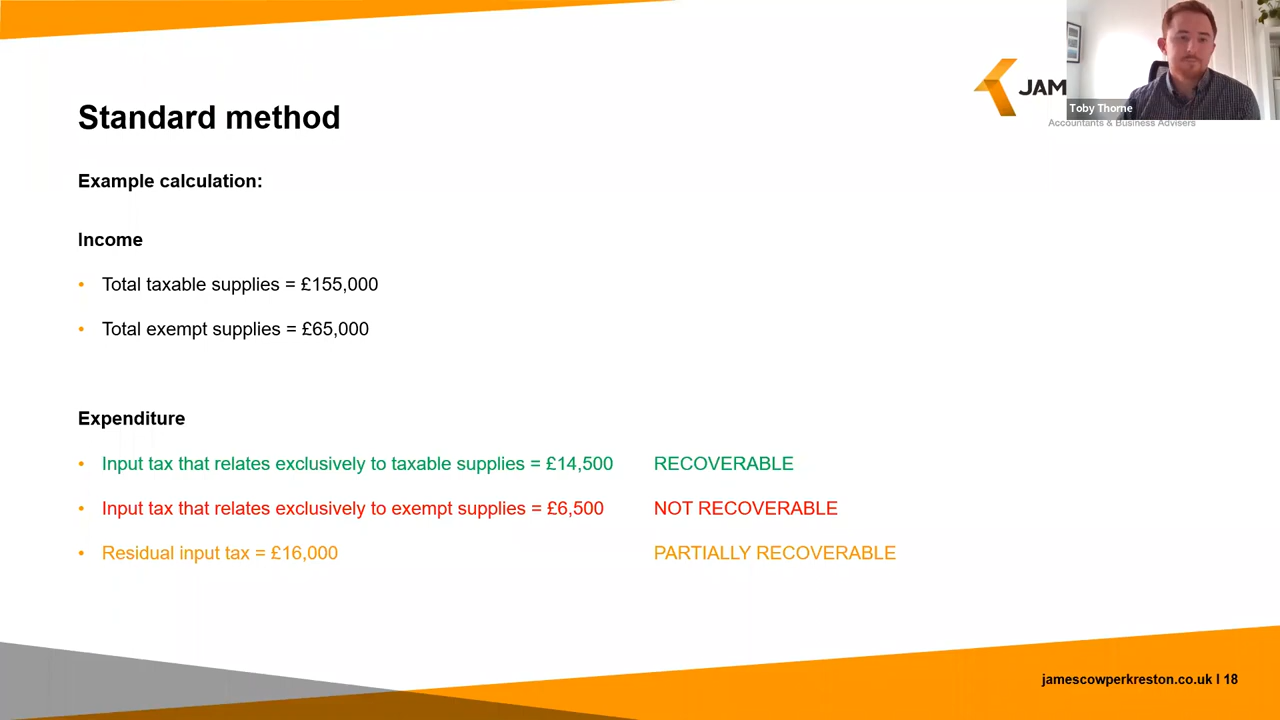 JAM
Toby Thorne
Accountants & Business Advisers
Standard method
Example calculation:
Income
• Total taxable supplies = £155,000
• Total exempt supplies = £65,000
Expenditure
• Input tax that relates exclusively to taxable supplies = £14,500 RECOVERABLE
• Input tax that relates exclusively to exempt supplies = £6,500 NOT RECOVERABLE
• Residual input tax = £16,000 PARTIALLY RECOVERABLE
jamescowperkreston.co.uk I 18